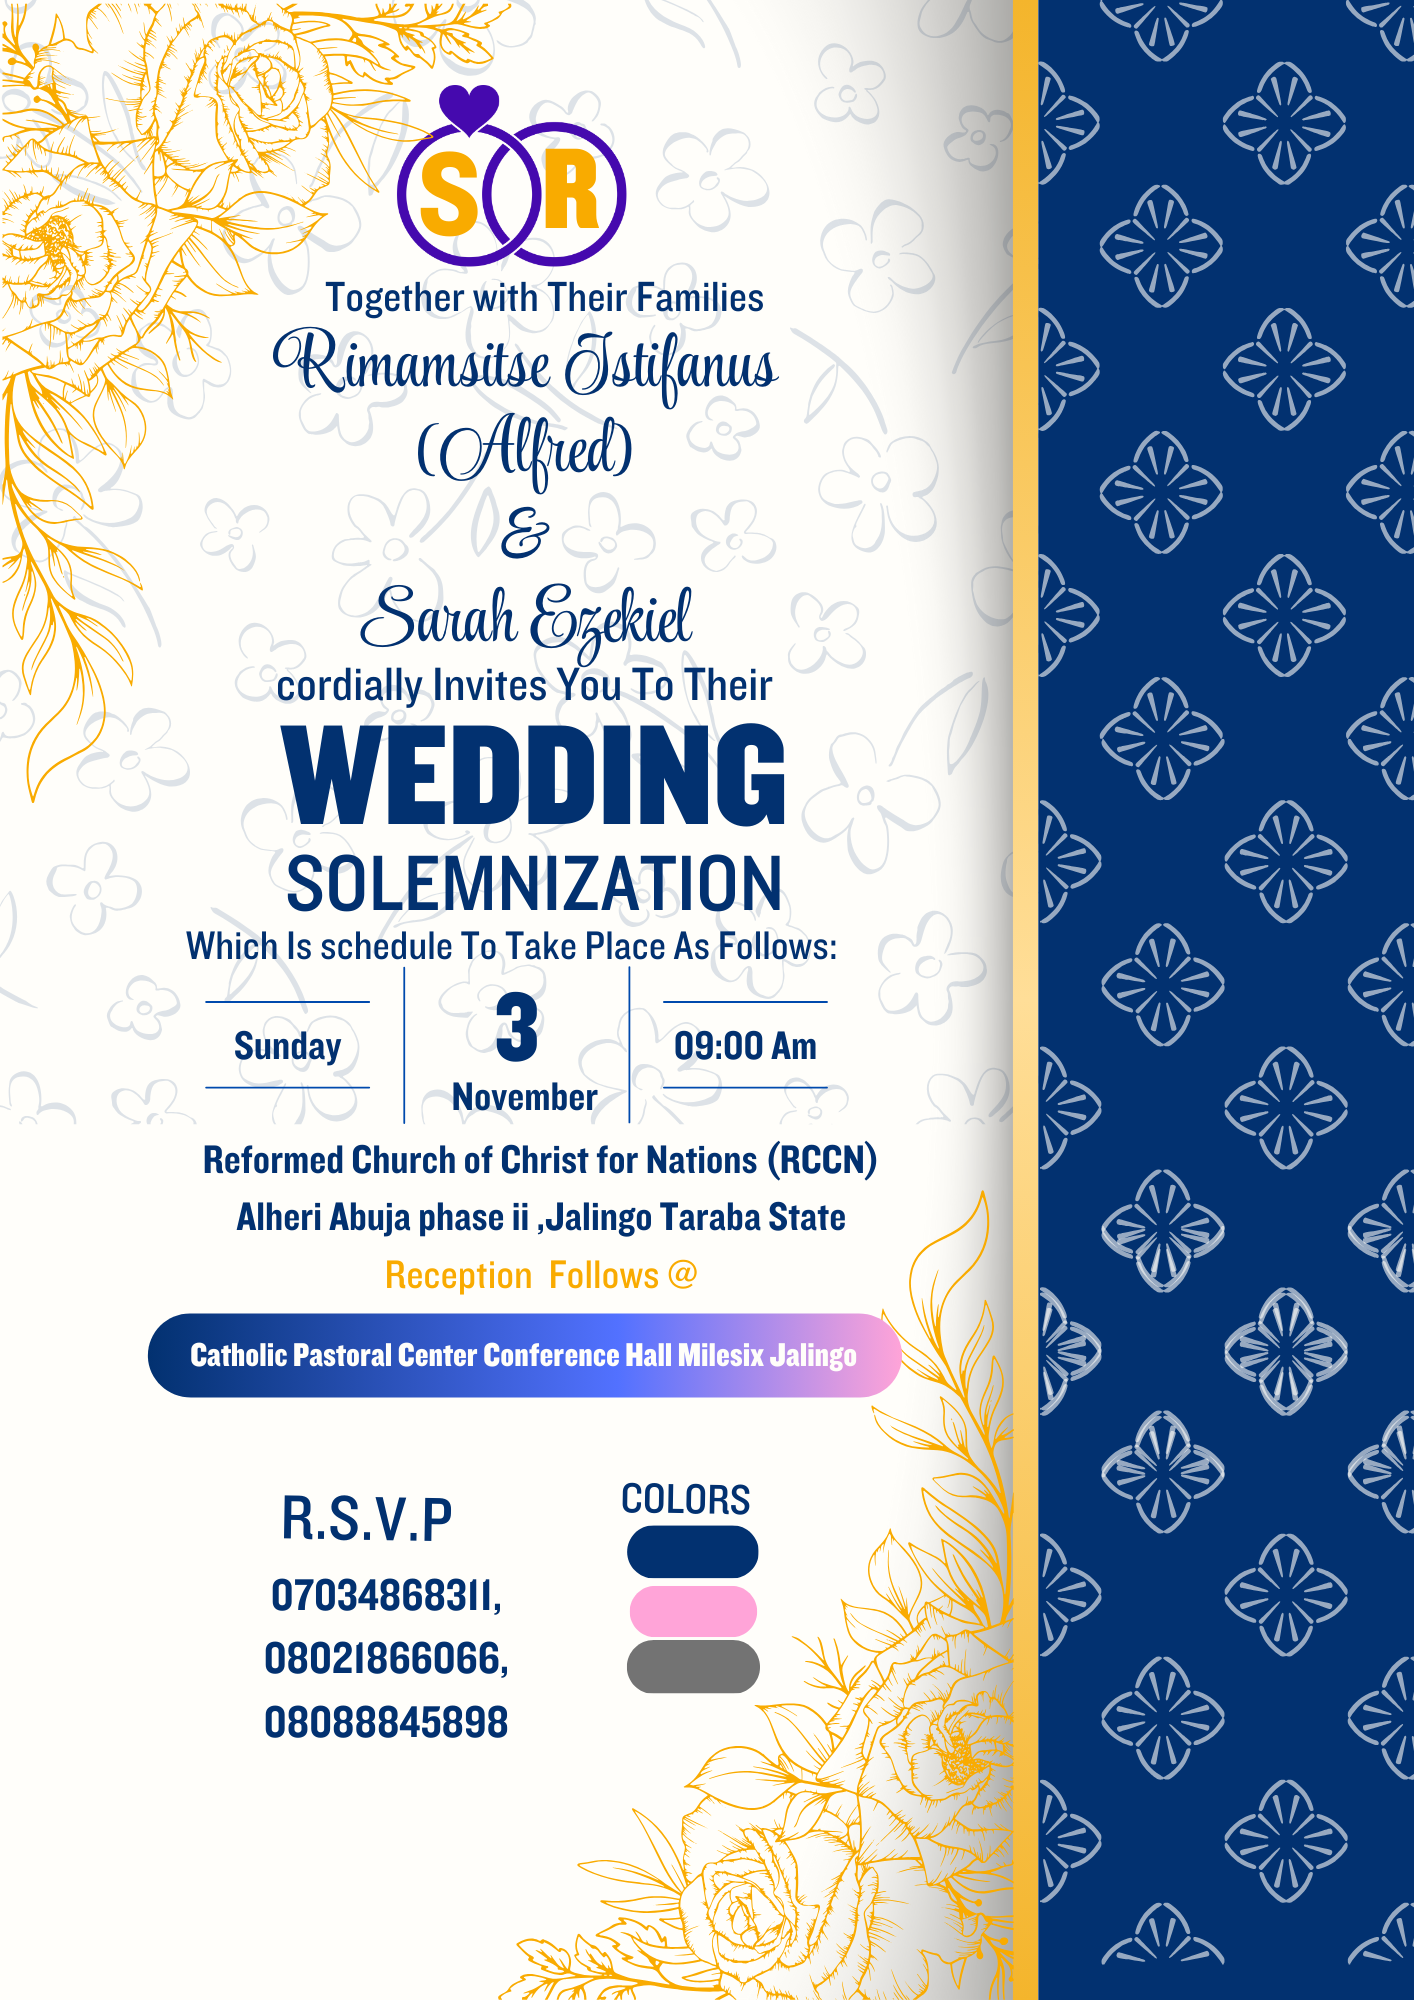 S R
Together with Their Families
Rimamsitse Istifanus
(Alfred)
&
Sarah Ezekiel
cordially Invites You To Their
WEDDING
SOLEMNIZATION
Which Is schedule To Take Place As Follows:
Sunday
3
November
09:00 Am
Reformed Church of Christ for Nations (RCCN)
Alheri Abuja phase ii ,Jalingo Taraba State
Reception Follows @
Catholic Pastoral Center Conference Hall Milesix Jalingo
R.S.V.P
07034868311,
08021866066,
08088845898
COLORS